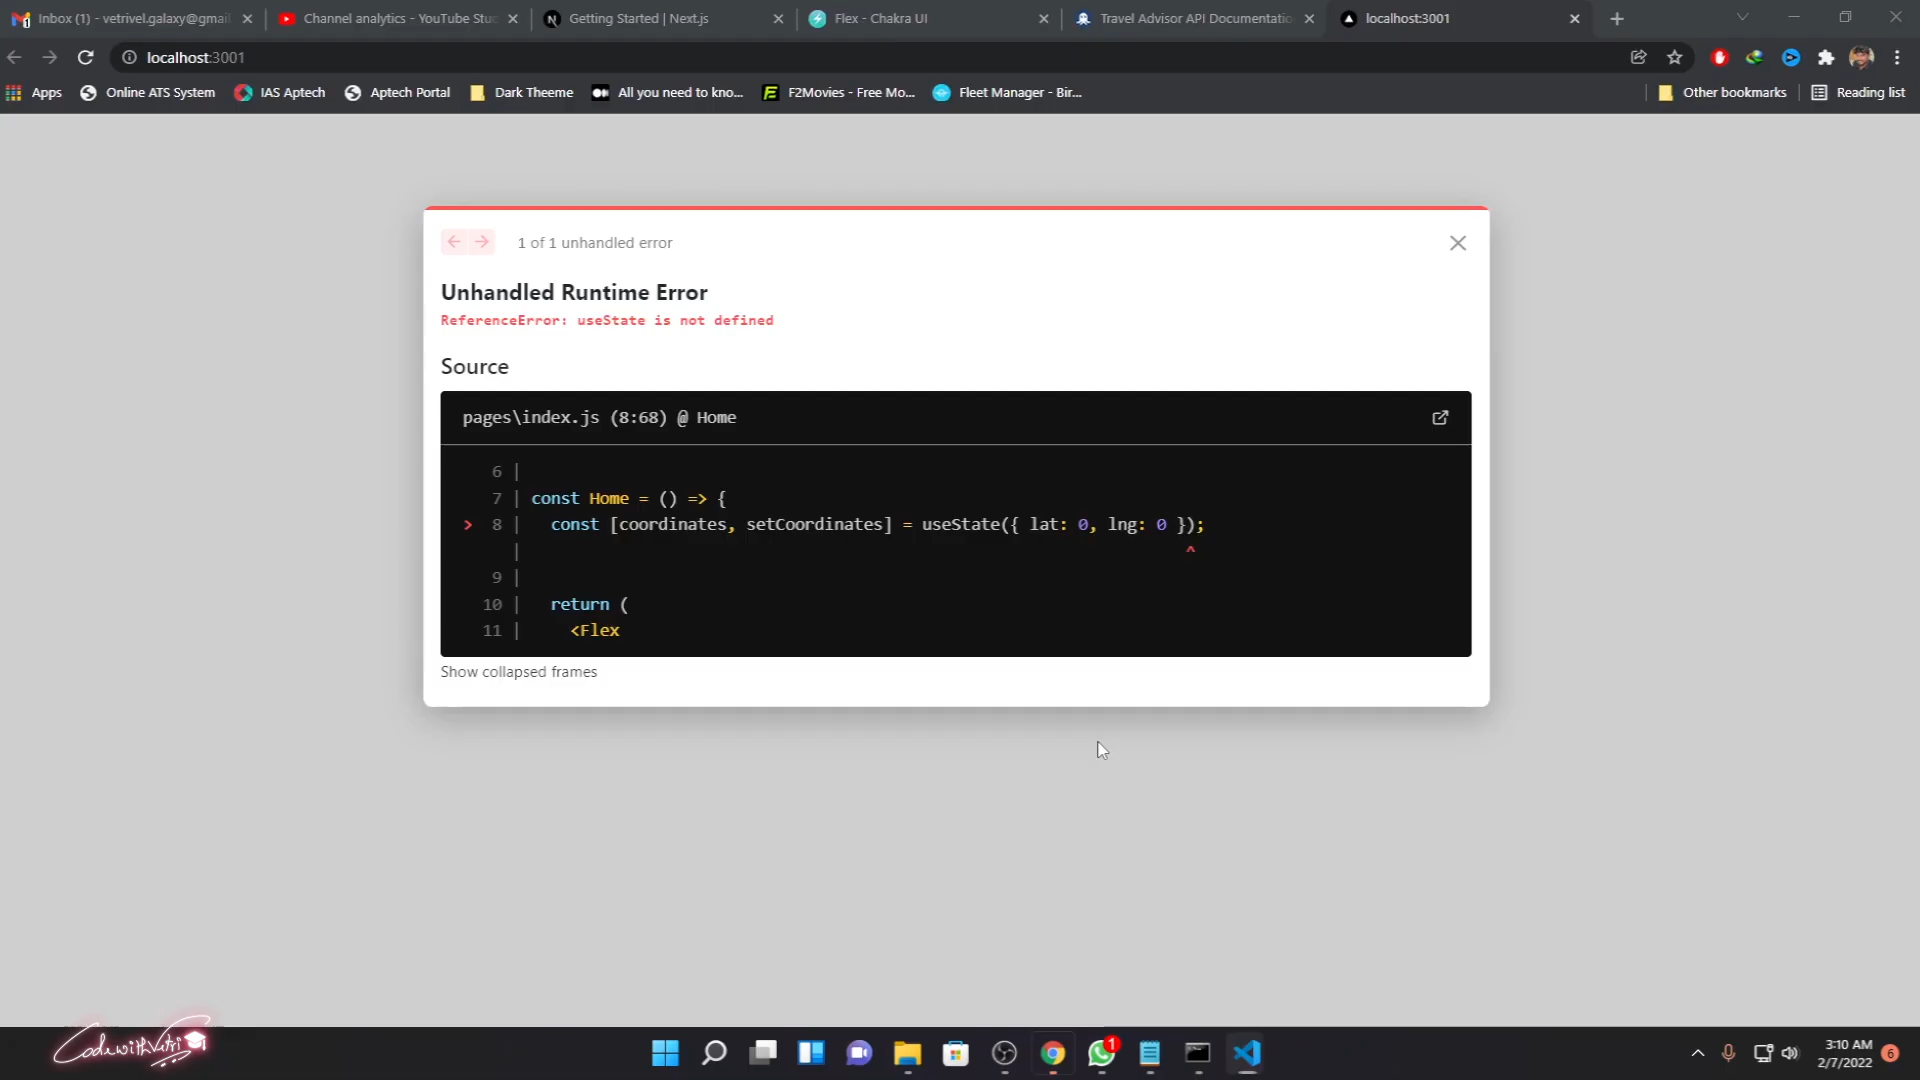 Inbox (1) - vetrivel.galaxy@gmail
Channel analytics - YouTube Stuc
Getting Started | Next.js
Flex - Chakra UI
Travel Advisor API Documentatio
localhost:3001
localhost:3001
Apps
Online ATS System
IAS Aptech
Aptech Portal
Dark Theeme
All you need to kno...
F2Movies - Free Mo...
Fleet Manager - Bir...
Other bookmarks
Reading list
1 of 1 unhandled error
Unhandled Runtime Error
ReferenceError: useState is not defined
Source
pages\index.js (8:68) @ Home
6 |
7 | const Home = () => {
> 8 |   const [coordinates, setCoordinates] = useState({ lat: 0, lng: 0 });
| ^
9 |
10 |   return (
11 |     <Flex
Show collapsed frames
CodewithVetri
1
3:10 AM
2/7/2022
6